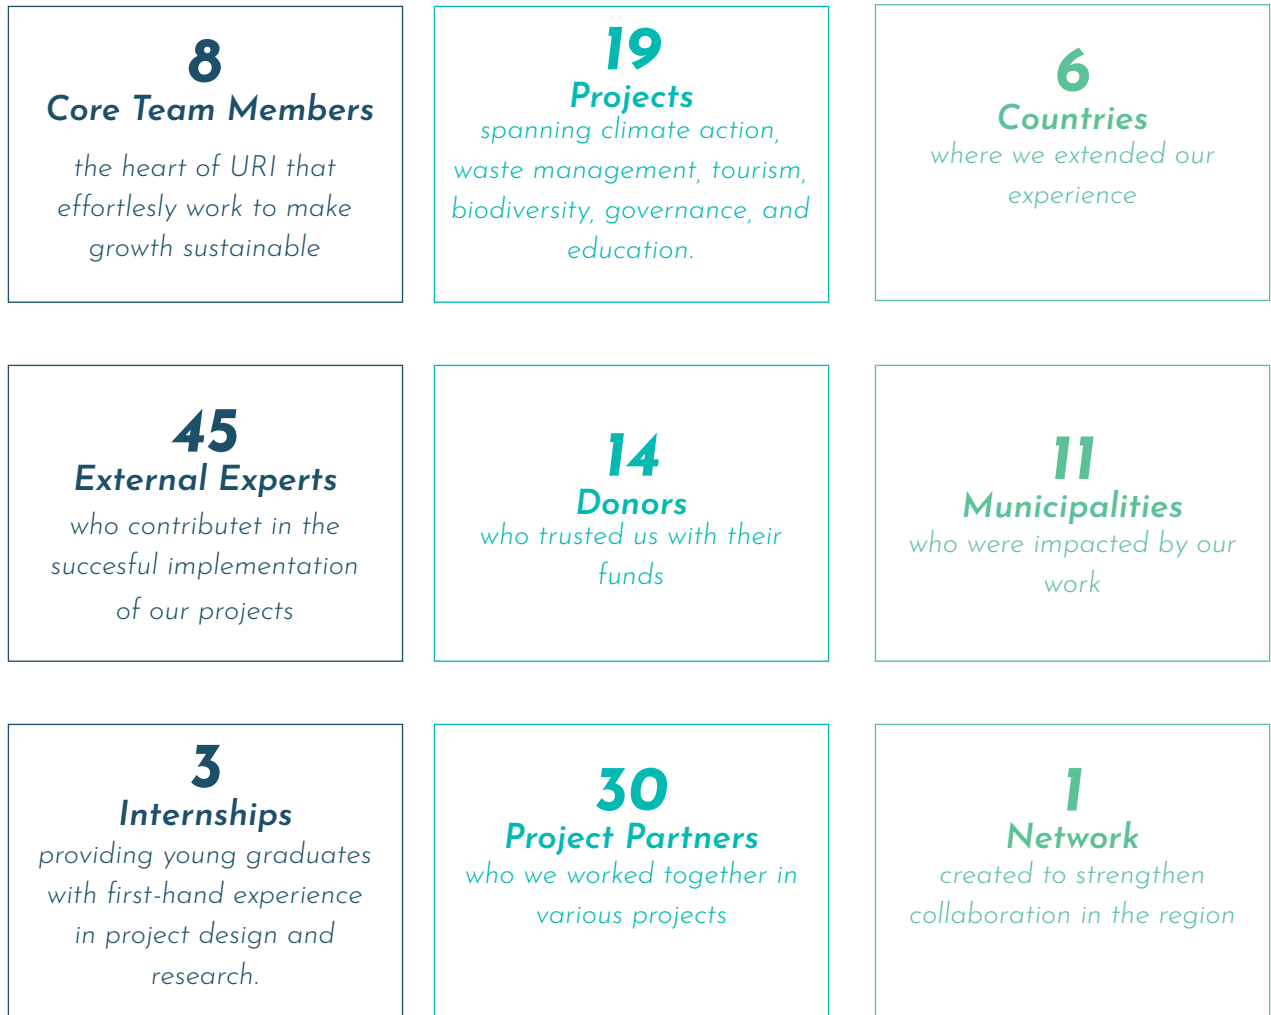 8
Core Team Members
the heart of URI that
effortlesly work to make
growth sustainable
19
Projects
spanning climate action,
waste management, tourism,
biodiversity, governance, and
education.
6
Countries
where we extended our
experience
45
External Experts
who contributet in the
succesful implementation
of our projects
14
Donors
who trusted us with their
funds
11
Municipalities
who were impacted by our
work
3
Internships
providing young graduates
with first-hand experience
in project design and
research.
30
Project Partners
who we worked together in
various projects
1
Network
created to strengthen
collaboration in the region